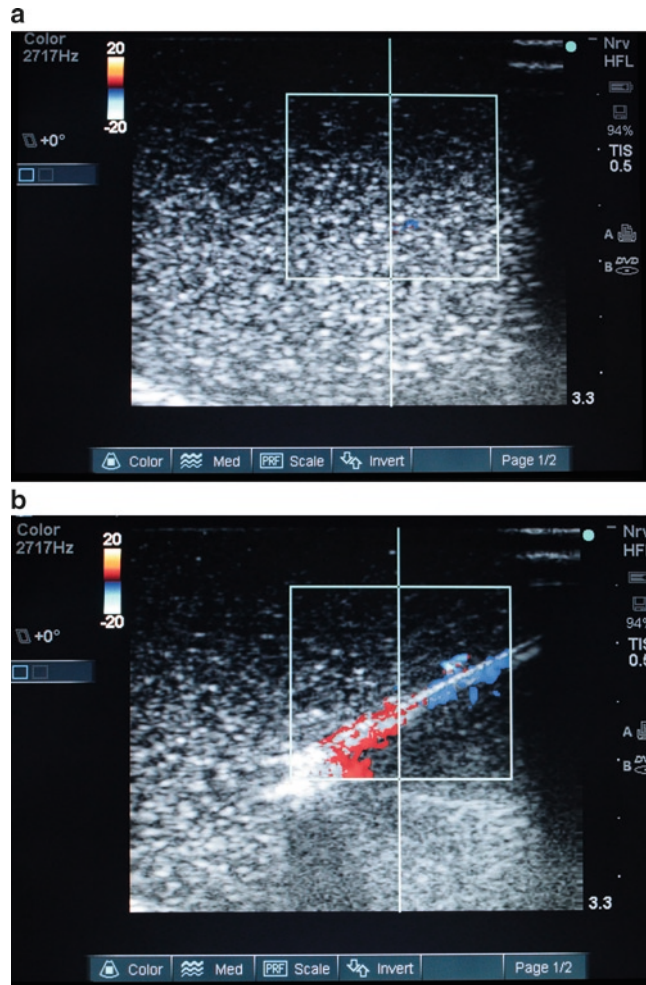 a
Color
2717Hz
20
-20
+0°
Nrv
HFL
94%
TIS
0.5
A
B DVD
3.3
Color Med PRF Scale Invert Page 1/2
b
Color
2717Hz
20
-20
+0°
Nrv
HFL
94%
TIS
0.5
A
B DVD
3.3
Color Med PRF Scale Invert Page 1/2